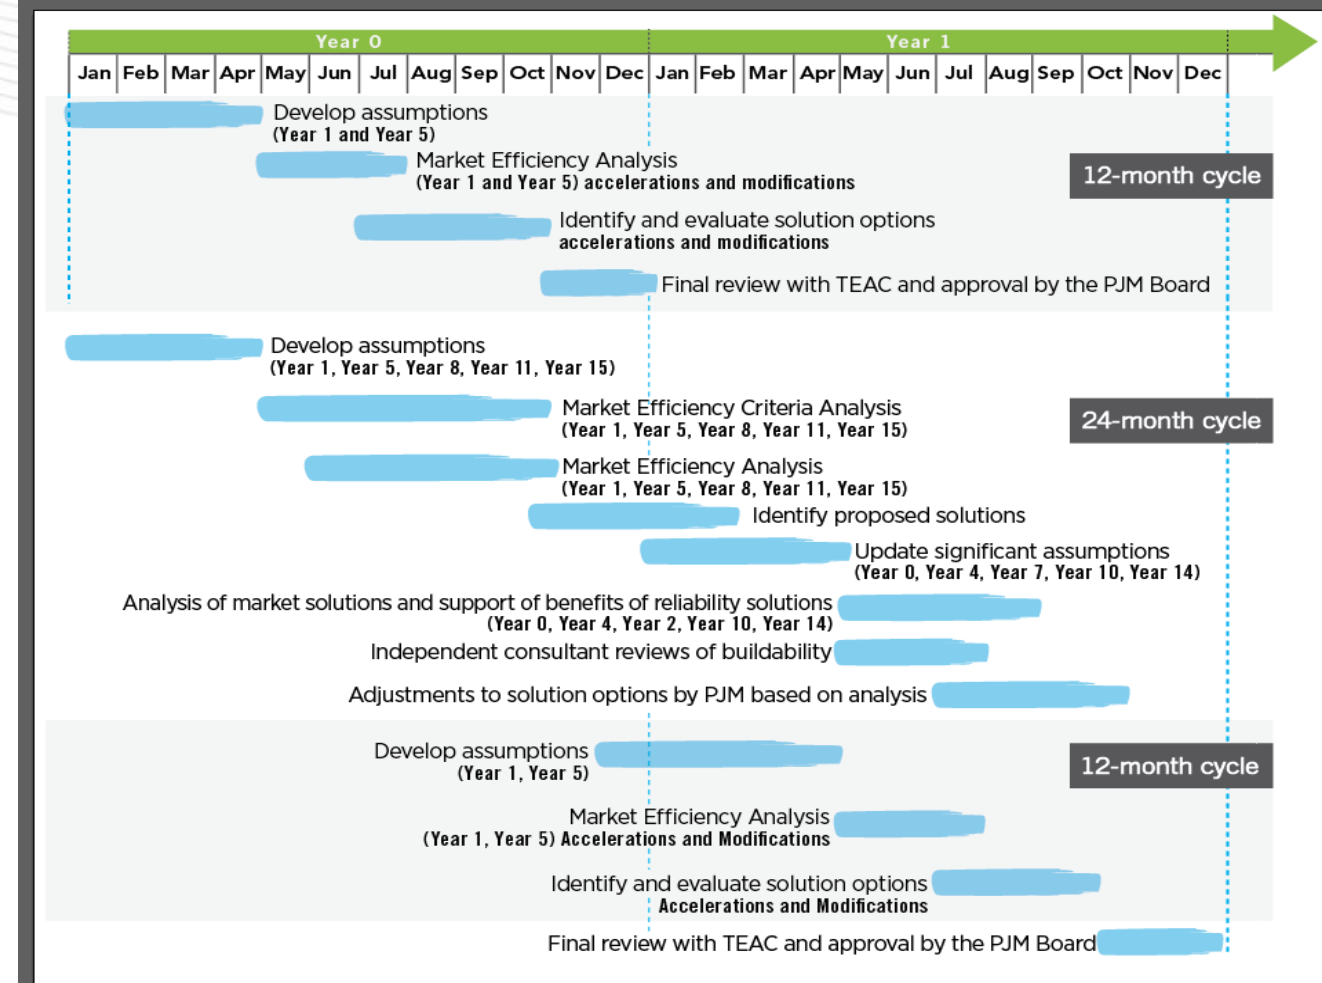 Year 0 Year 1
Jan Feb Mar Apr May Jun Jul Aug Sep Oct Nov Dec Jan Feb Mar Apr May Jun Jul Aug Sep Oct Nov Dec
Develop assumptions
(Year 1 and Year 5)
Market Efficiency Analysis
(Year 1 and Year 5) accelerations and modifications
12-month cycle
Identify and evaluate solution options
accelerations and modifications
Final review with TEAC and approval by the PJM Board
Develop assumptions
(Year 1, Year 5, Year 8, Year 11, Year 15)
Market Efficiency Criteria Analysis
(Year 1, Year 5, Year 8, Year 11, Year 15)
24-month cycle
Market Efficiency Analysis
(Year 1, Year 5, Year 8, Year 11, Year 15)
Identify proposed solutions
Update significant assumptions
(Year 0, Year 4, Year 7, Year 10, Year 14)
Analysis of market solutions and support of benefits of reliability solutions
(Year 0, Year 4, Year 2, Year 10, Year 14)
Independent consultant reviews of buildability
Adjustments to solution options by PJM based on analysis
Develop assumptions
(Year 1, Year 5)
12-month cycle
Market Efficiency Analysis
(Year 1, Year 5) Accelerations and Modifications
Identify and evaluate solution options
Accelerations and Modifications
Final review with TEAC and approval by the PJM Board